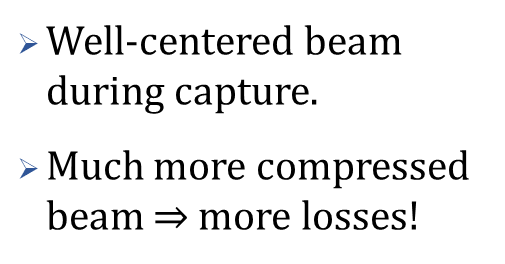 ➢ Well-centered beam
during capture.
➢ Much more compressed
beam ⇒ more losses!